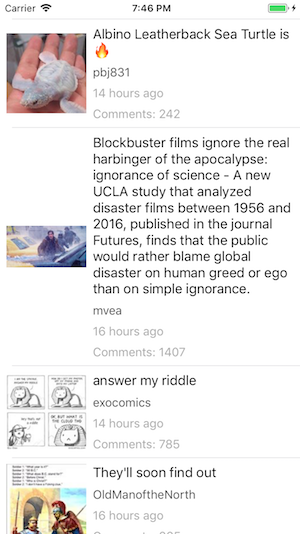 Carrier 7:46 PM
Albino Leatherback Sea Turtle is
🔥
pbj831
14 hours ago
Comments: 242
Blockbuster films ignore the real
harbinger of the apocalypse:
ignorance of science - A new
UCLA study that analyzed
disaster films between 1956 and
2016, published in the journal
Futures, finds that the public
would rather blame global
disaster on human greed or ego
than on simple ignorance.
mvea
16 hours ago
Comments: 1407
answer my riddle
exocomics
14 hours ago
Comments: 785
They'll soon find out
OldManoftheNorth
16 hours ago